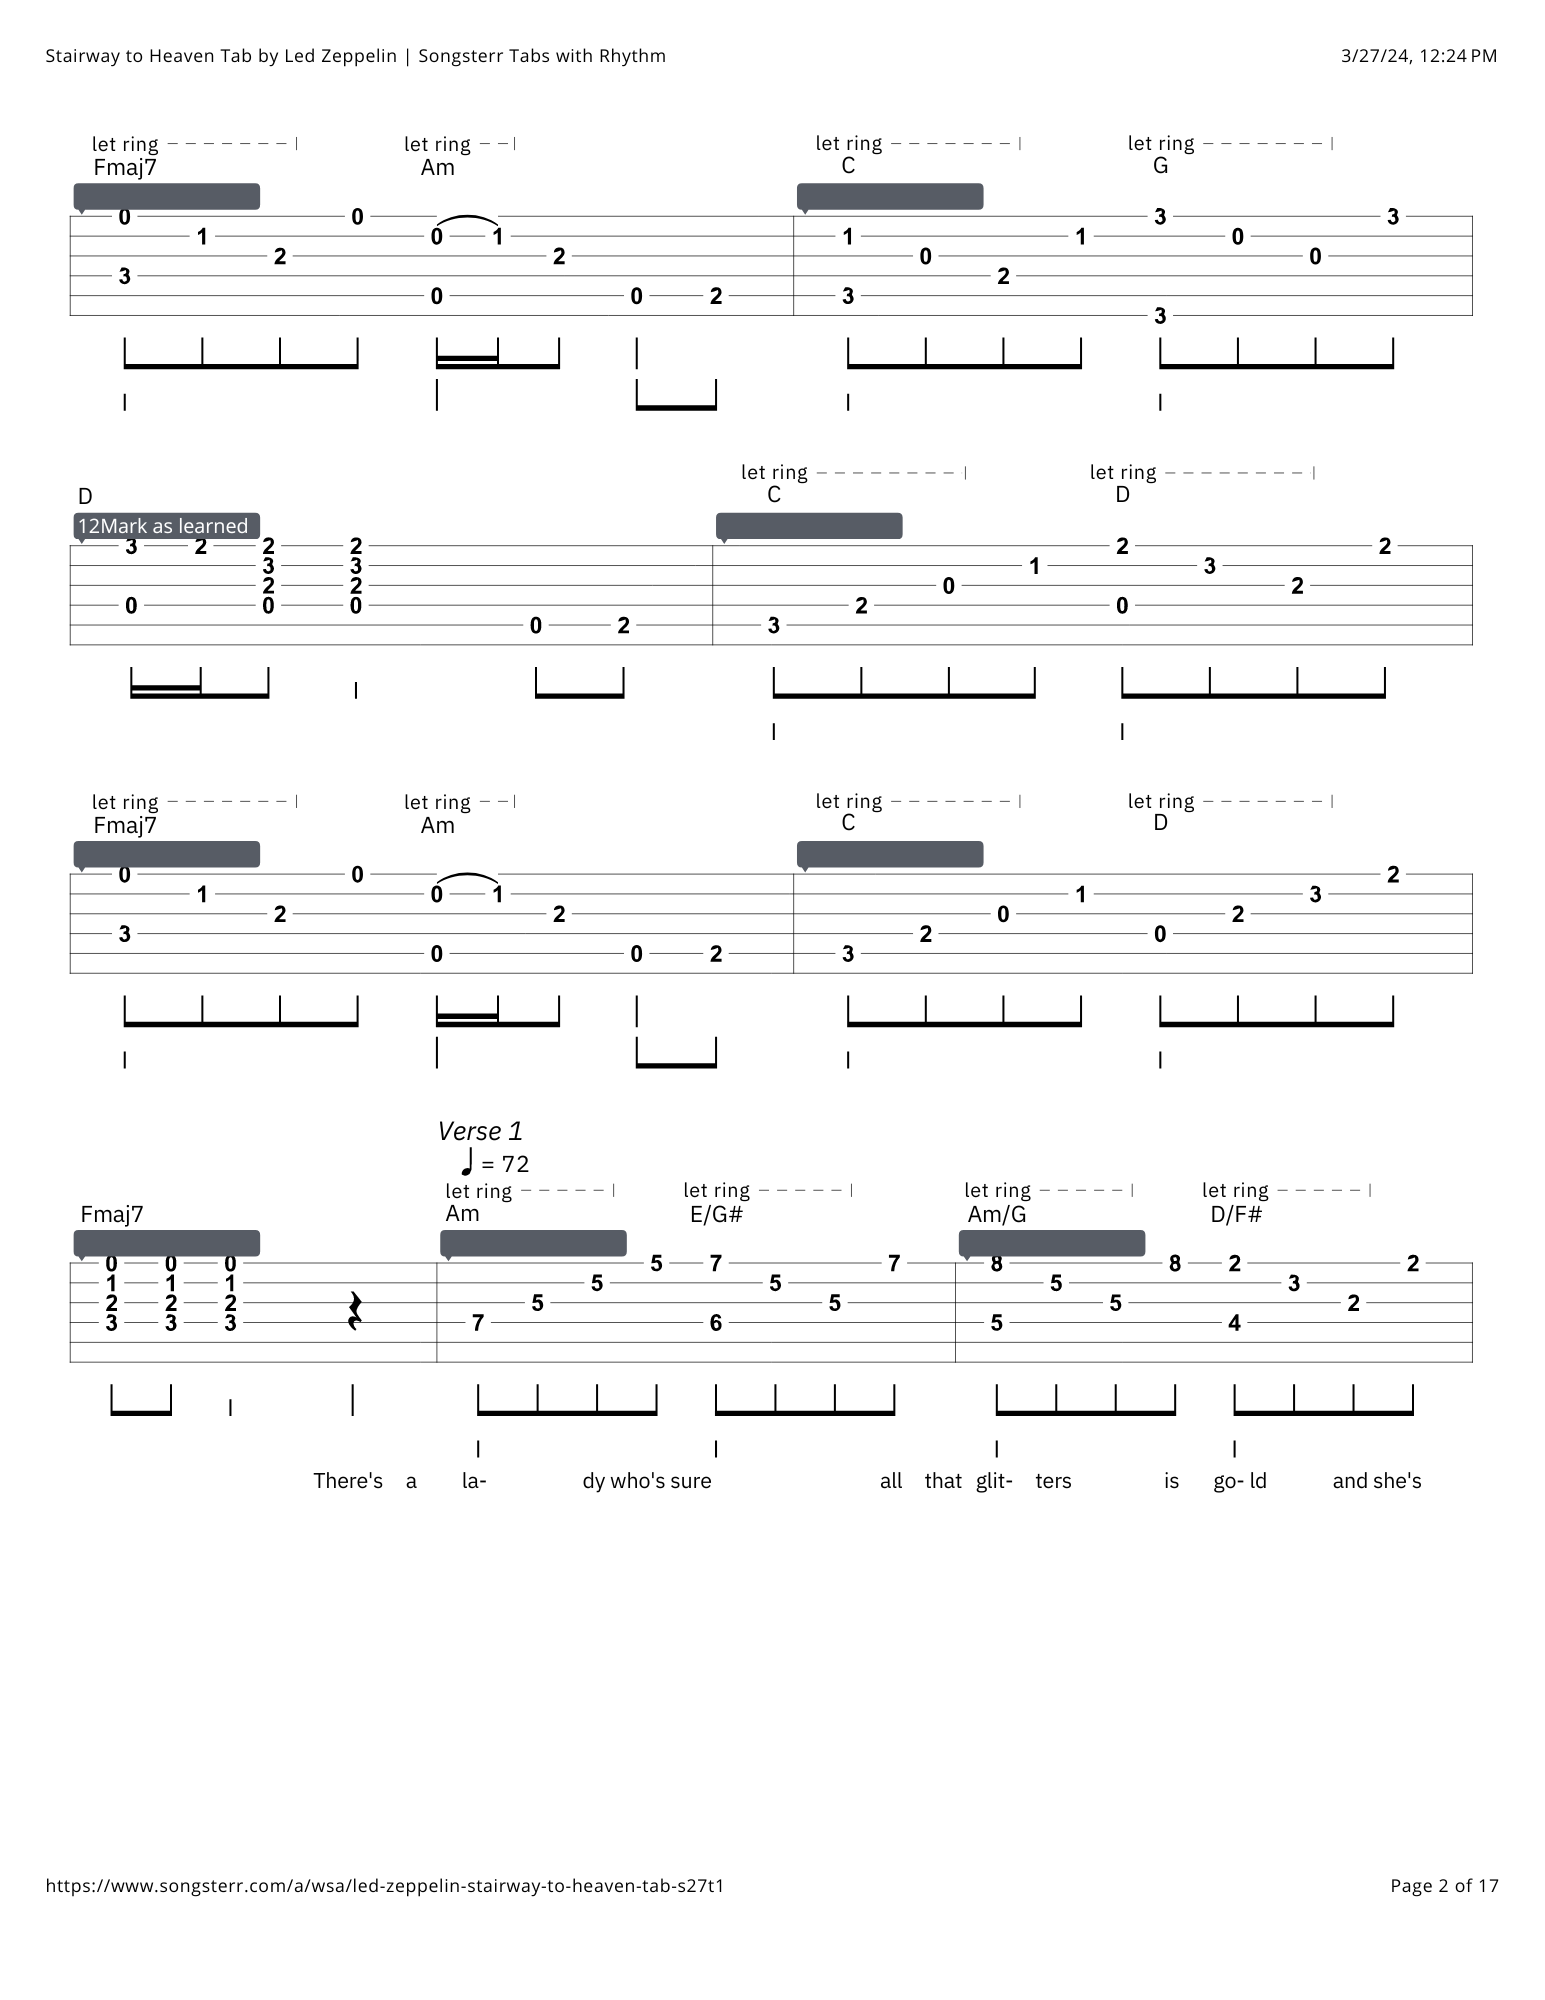 Stairway to Heaven Tab by Led Zeppelin | Songsterr Tabs with Rhythm 3/27/24, 12:24 PM
let ring let ring let ring let ring
Fmaj7 Am C G
0 0 3 3
1 0 1 1 1 0
2 2 0 0
3 2
0 0 2 3
3
let ring let ring
D C D
12Mark as learned
3 2 2 2 2 2
3 3 1 3
2 2 0 2
0 0 0 2 0
0 2 3
let ring let ring let ring let ring
Fmaj7 Am C D
0 0 2
1 0 1 1 3
2 2 0 2
3 2 0
0 0 2 3
Verse 1
= 72
let ring let ring let ring let ring
Fmaj7 Am E/G# Am/G D/F#
0 0 0 5 7 7 8 8 2 2
1 1 1 5 5 5 3
2 2 2 5 5 5 2
3 3 3 7 6 5 4
There's a la- dy who's sure all that glit- ters is go- ld and she's
https://www.songsterr.com/a/wsa/led-zeppelin-stairway-to-heaven-tab-s27t1 Page 2 of 17